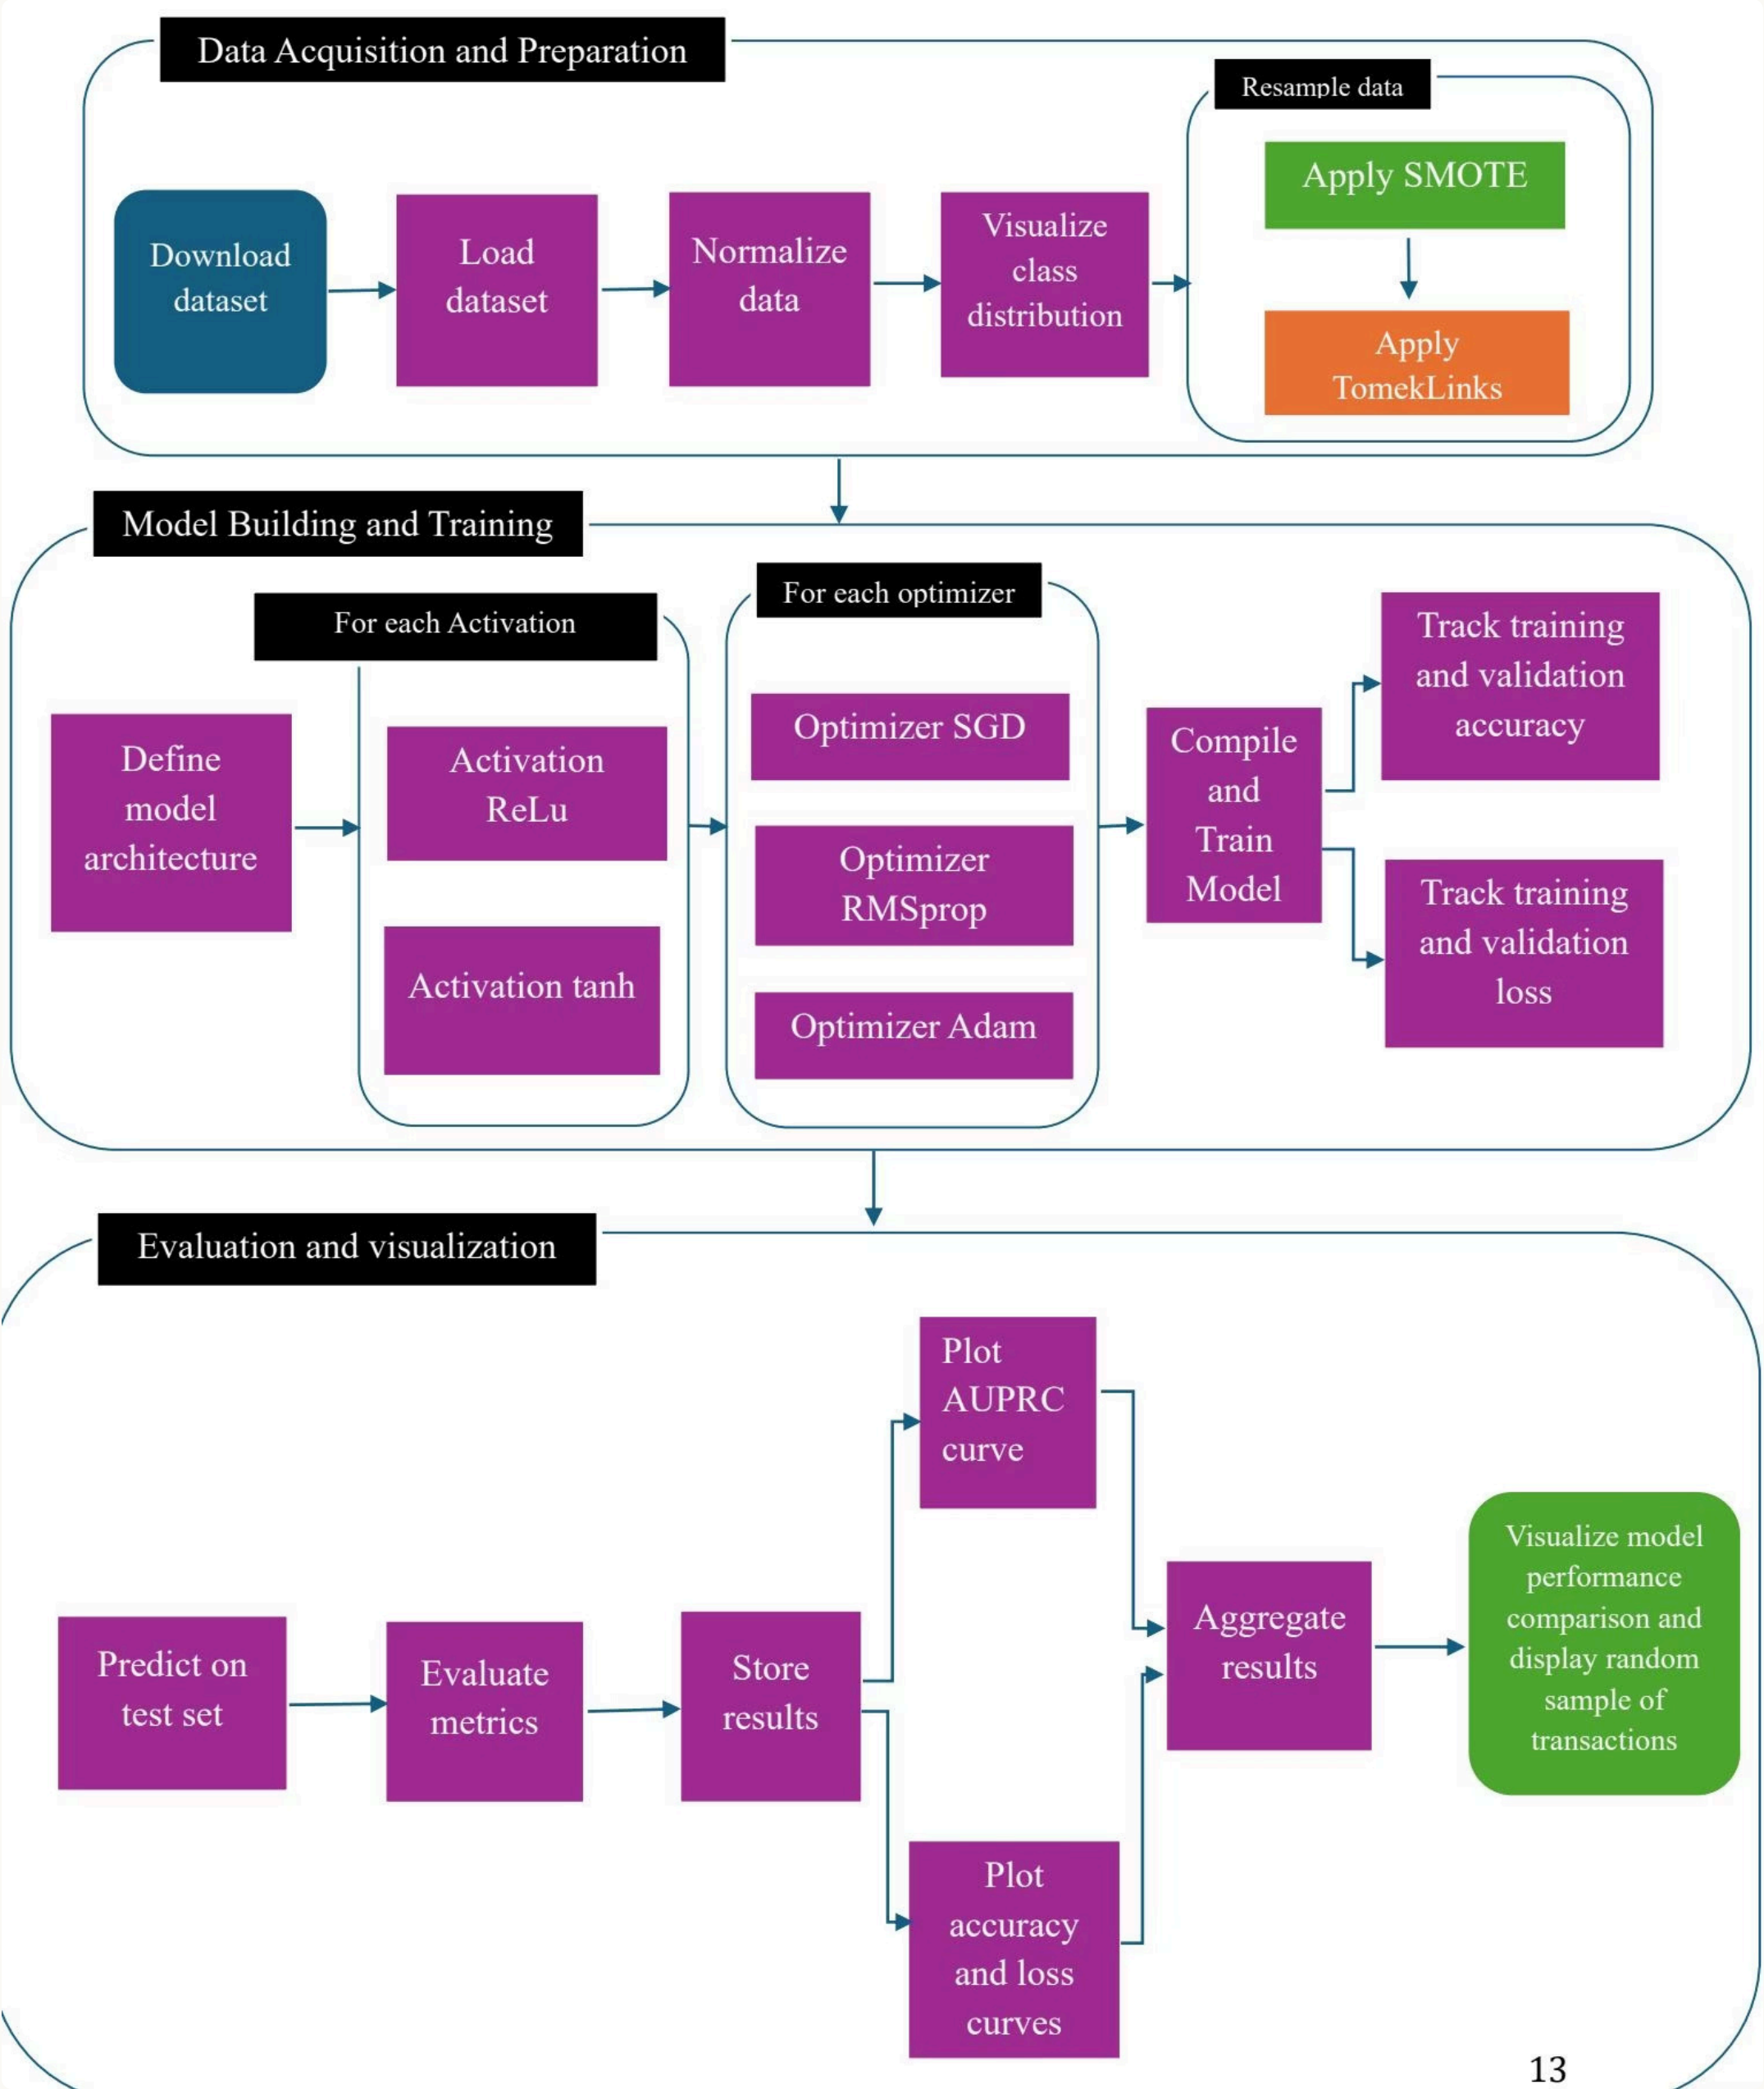 Data Acquisition and Preparation
Resample data
Download
dataset
Load
dataset
Normalize
data
Visualize
class
distribution
Apply SMOTE
Apply
TomekLinks
Model Building and Training
For each Activation
For each optimizer
Define
model
architecture
Activation
ReLu
Activation tanh
Optimizer SGD
Optimizer
RMSprop
Optimizer Adam
Compile
and
Train
Model
Track training
and validation
accuracy
Track training
and validation
loss
Evaluation and visualization
Predict on
test set
Evaluate
metrics
Store
results
Plot
AUPRC
curve
Plot
accuracy
and loss
curves
Aggregate
results
Visualize model
performance
comparison and
display random
sample of
transactions
13